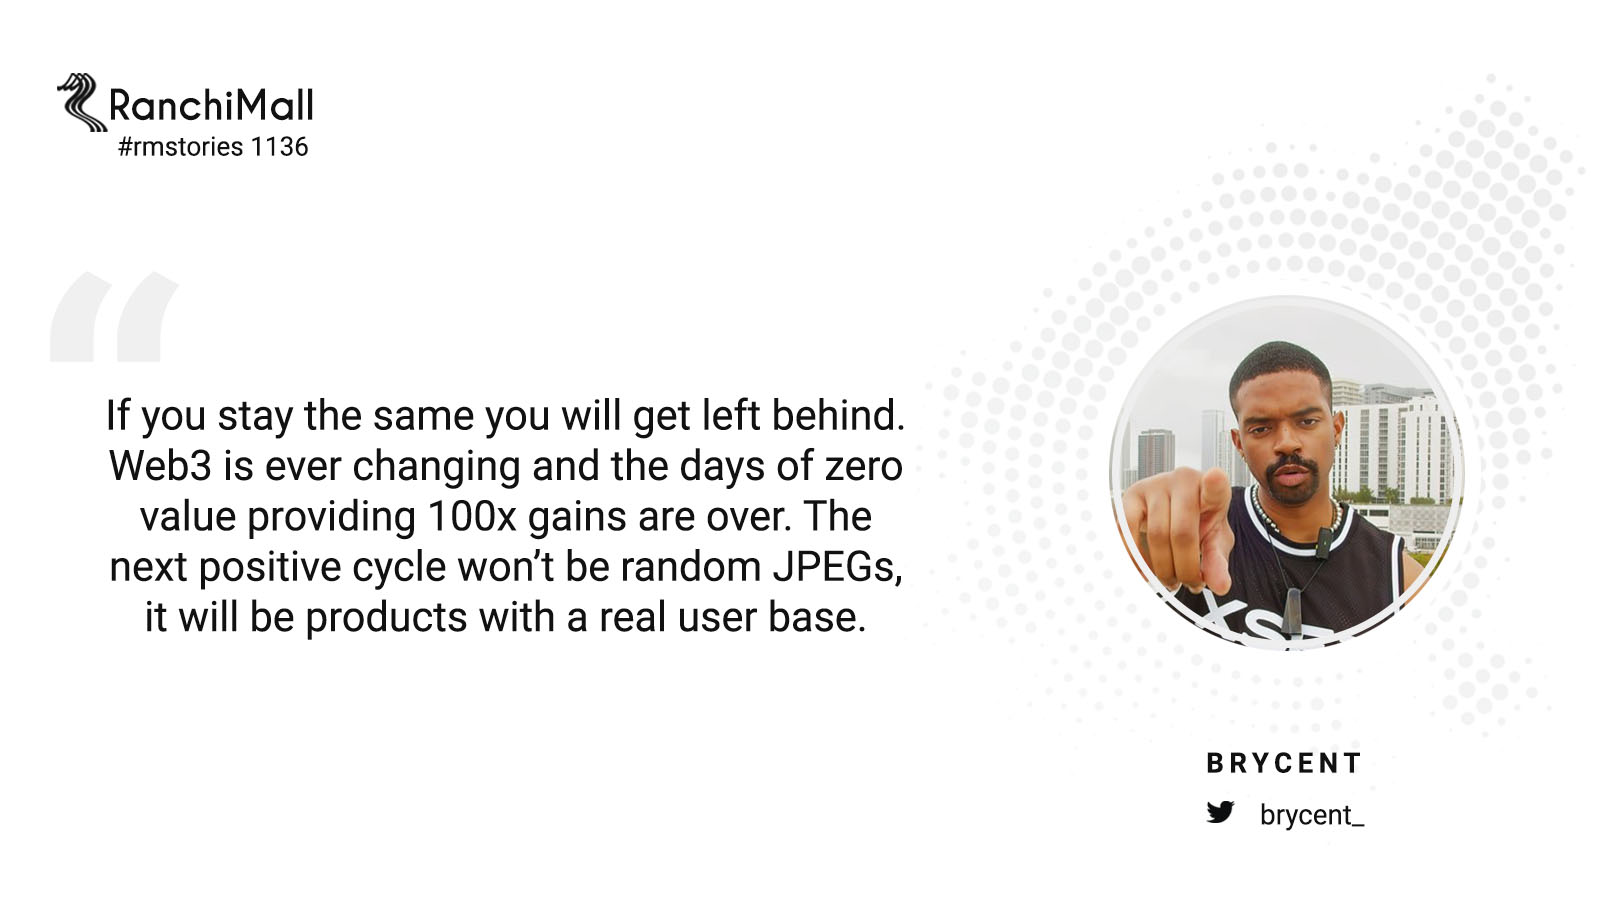 RanchiMall
#rmstories 1136
“
If you stay the same you will get left behind.
Web3 is ever changing and the days of zero
value providing 100x gains are over. The
next positive cycle won’t be random JPEGs,
it will be products with a real user base.
BRYCENT
brycent_